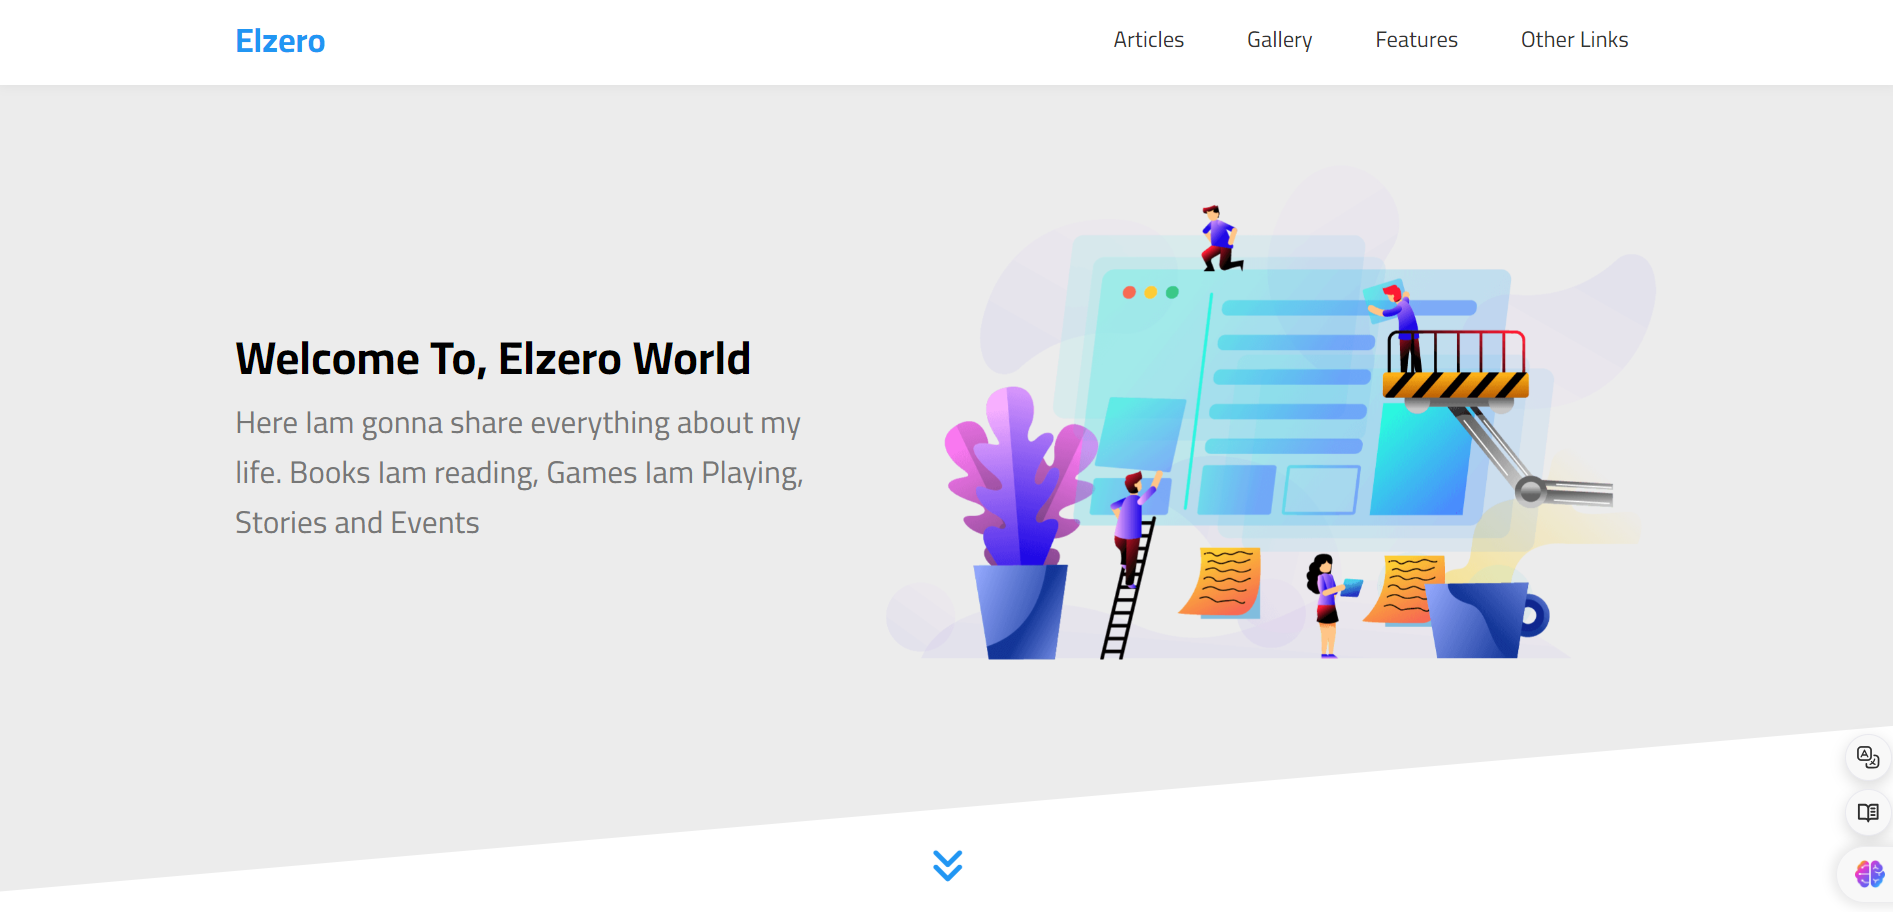 Elzero
Articles
Gallery
Features
Other Links
Welcome To, Elzero World
Here Iam gonna share everything about my
life. Books Iam reading, Games Iam Playing,
Stories and Events